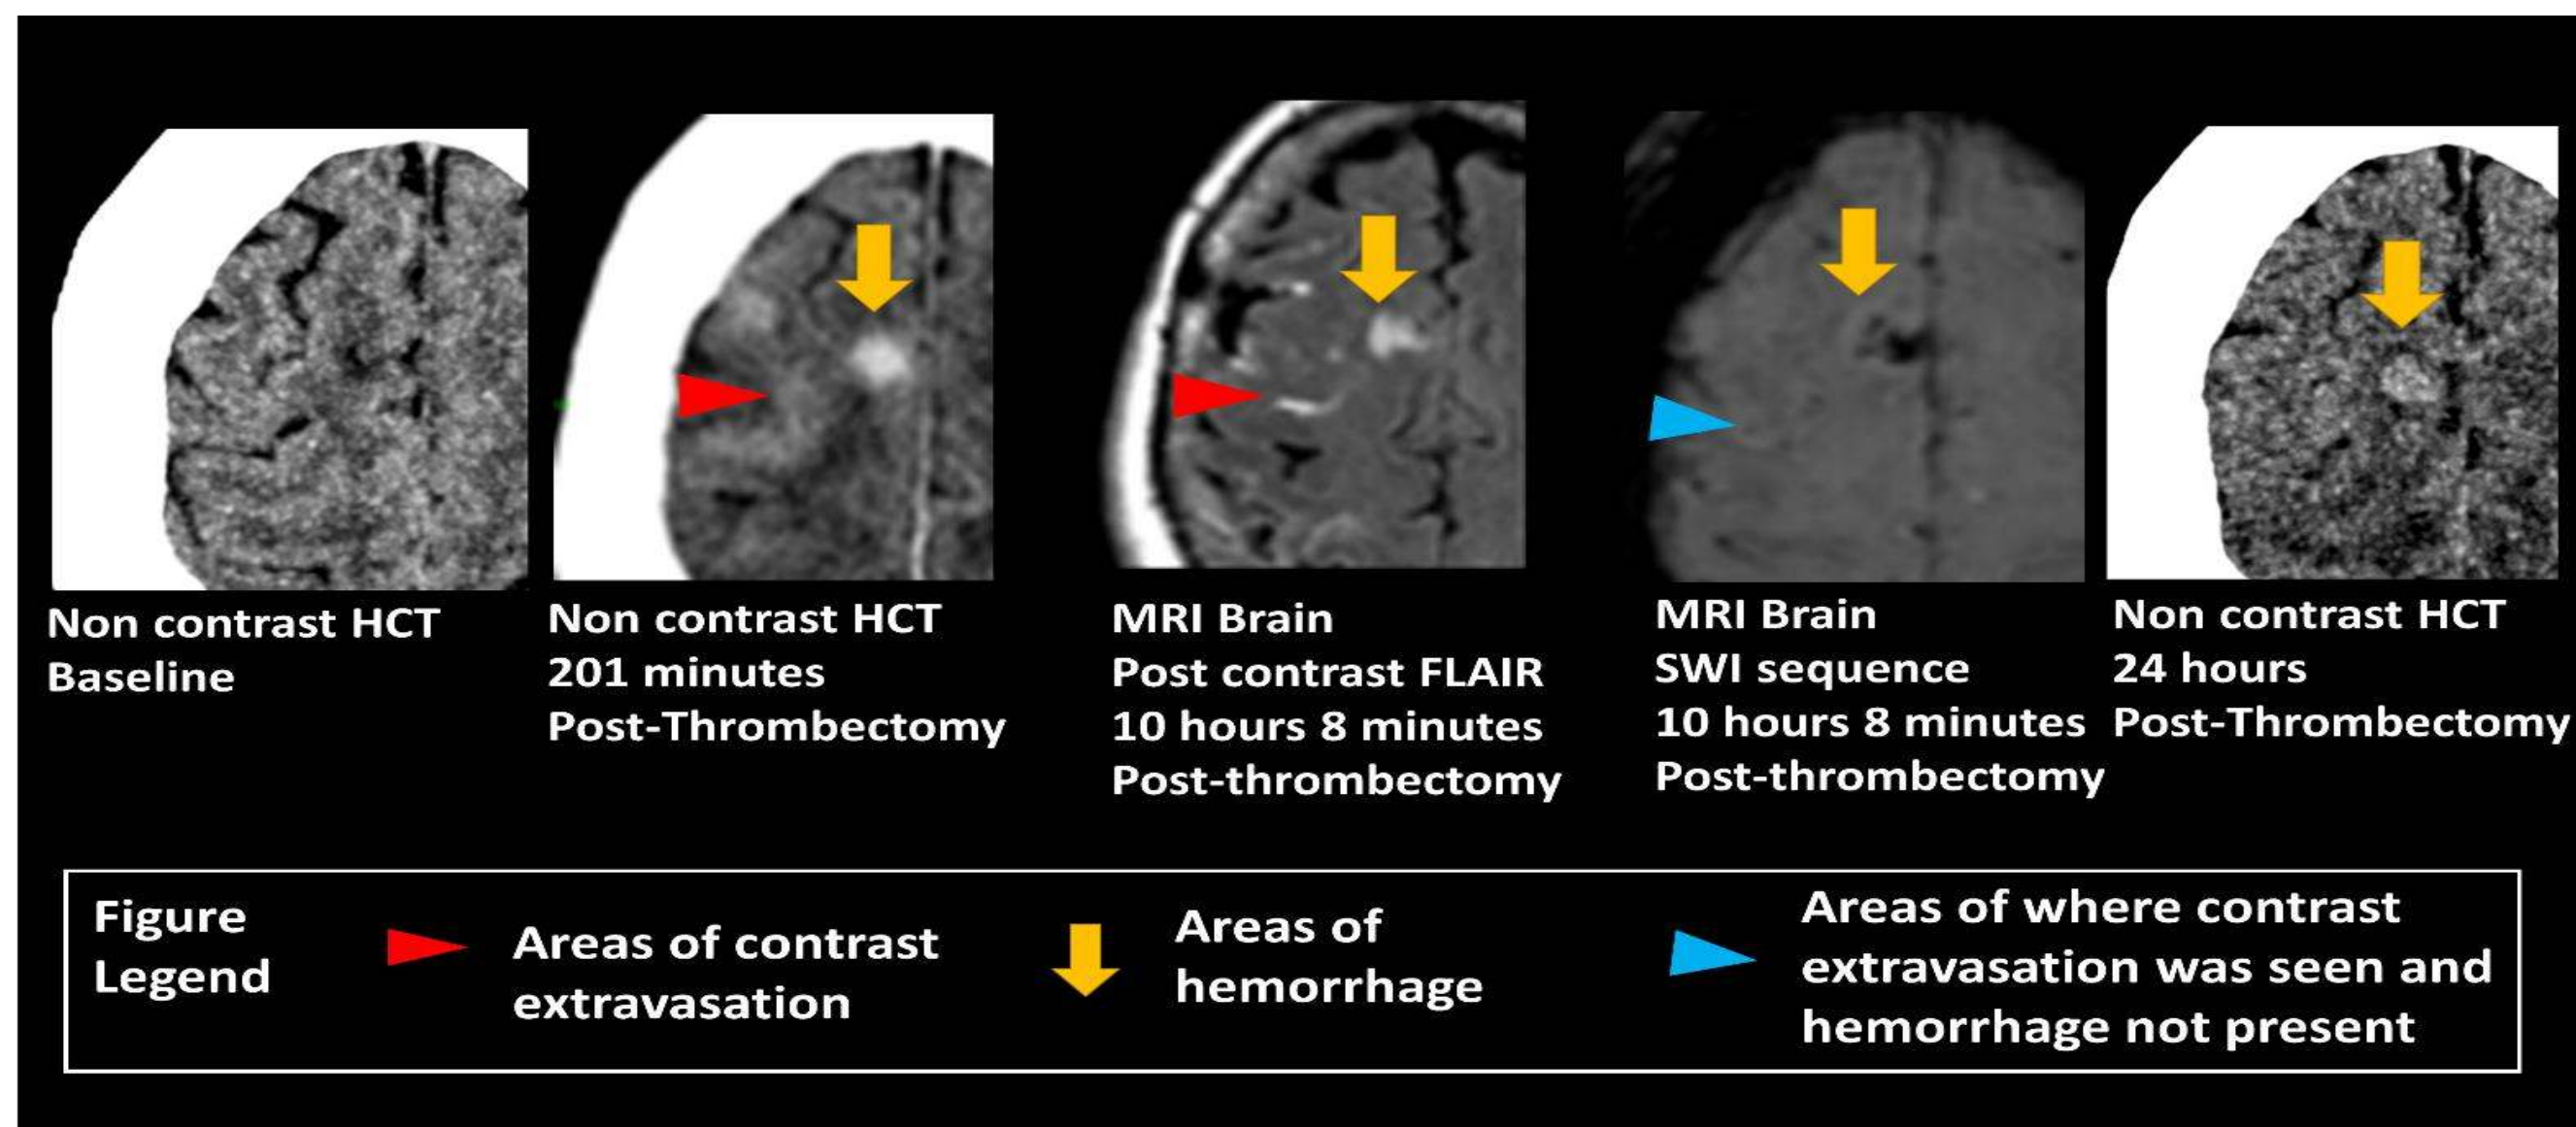 Non contrast HCT
Baseline
Non contrast HCT
201 minutes
Post-Thrombectomy
MRI Brain
Post contrast FLAIR
10 hours 8 minutes
Post-thrombectomy
MRI Brain
SWI sequence
10 hours 8 minutes
Post-thrombectomy
Non contrast HCT
24 hours
Post-Thrombectomy
Figure
Legend
Areas of contrast
extravasation
Areas of
hemorrhage
Areas of where contrast
extravasation was seen and
hemorrhage not present